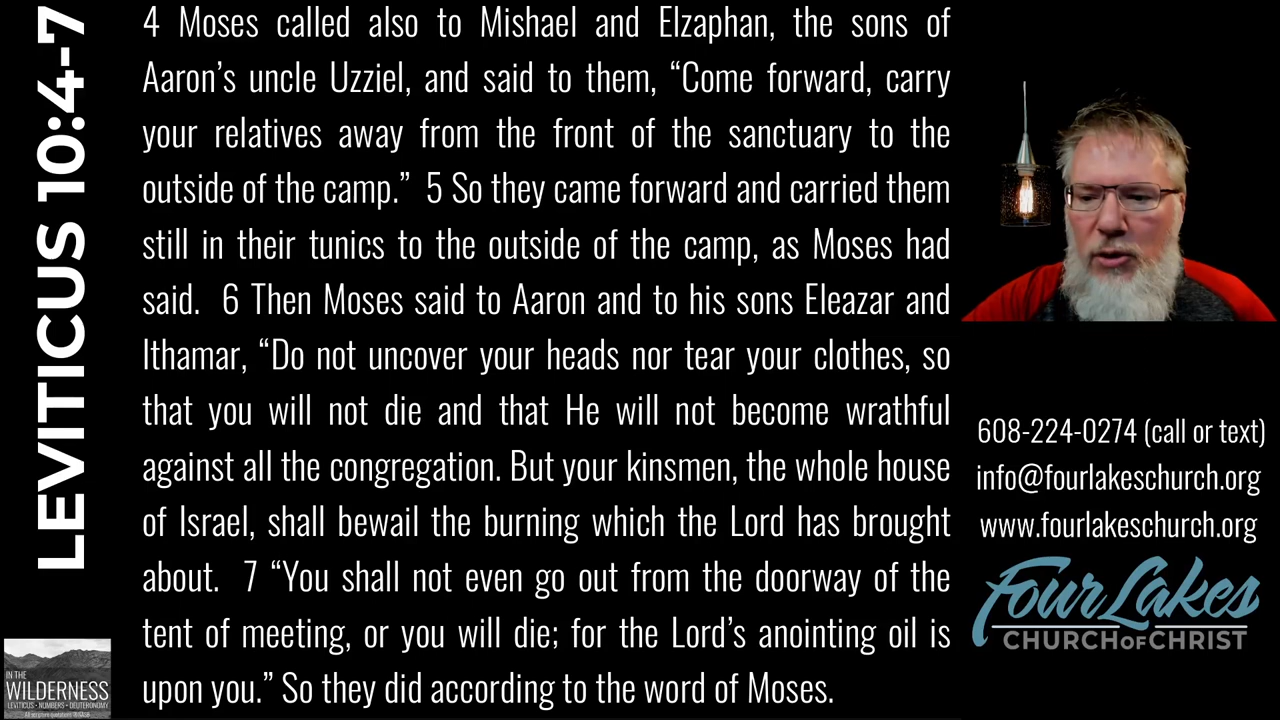 LEVITICUS 10:4-7
4 Moses called also to Mishael and Elzaphan, the sons of
Aaron’s uncle Uzziel, and said to them, “Come forward, carry
your relatives away from the front of the sanctuary to the
outside of the camp.” 5 So they came forward and carried them
still in their tunics to the outside of the camp, as Moses had
said. 6 Then Moses said to Aaron and to his sons Eleazar and
Ithamar, “Do not uncover your heads nor tear your clothes, so
that you will not die and that He will not become wrathful
against all the congregation. But your kinsmen, the whole house
of Israel, shall bewail the burning which the Lord has brought
about. 7 “You shall not even go out from the doorway of the
tent of meeting, or you will die; for the Lord’s anointing oil is
upon you.” So they did according to the word of Moses.
608-224-0274 (call or text)
info@fourlakeschurch.org
www.fourlakeschurch.org
Four Lakes
CHURCH OF CHRIST
IN THE
WILDERNESS
LEVITICUS • NUMBERS • DEUTERONOMY